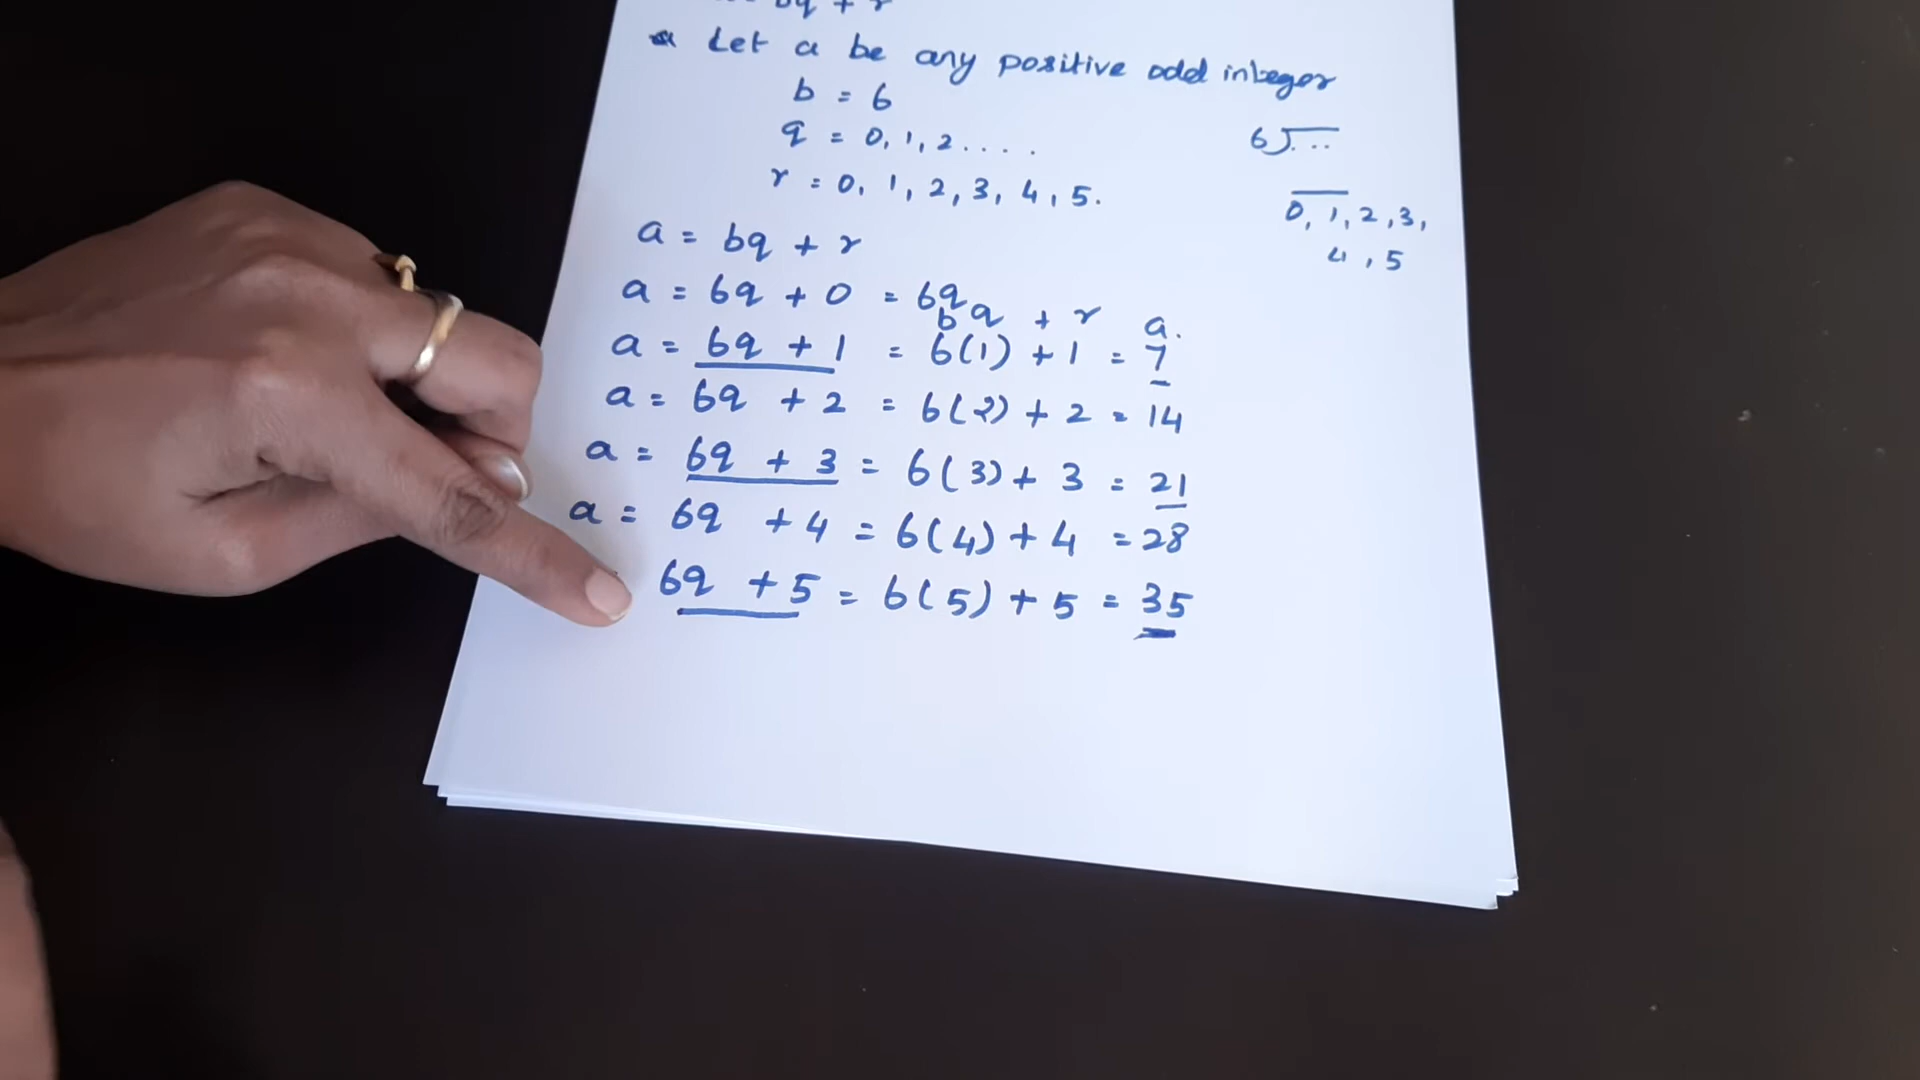 bq + r
Let a be any positive odd integer
b = 6
q = 0, 1, 2 ....
r = 0, 1, 2, 3, 4, 5.
6) ...
0, 1, 2, 3,
4, 5
a = bq + r
a = 6q + 0 = 6q
b q + r a.
a = 6q + 1 = 6(1) + 1 = 7
a = 6q + 2 = 6(2) + 2 = 14
a = 6q + 3 = 6(3) + 3 = 21
a = 6q + 4 = 6(4) + 4 = 28
6q + 5 = 6(5) + 5 = 35